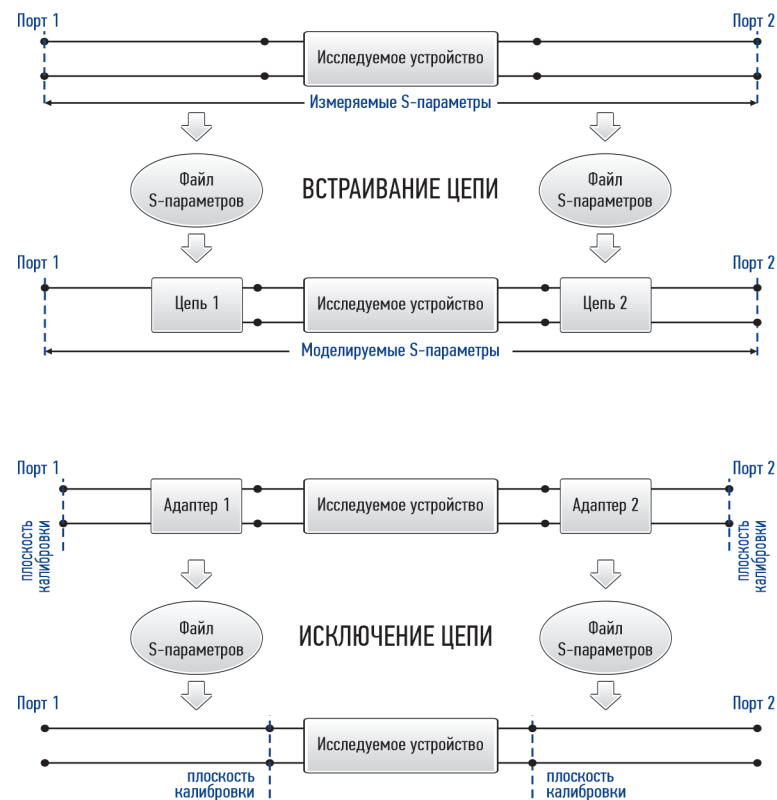 Порт 1
Порт 2
Исследуемое устройство
Измеряемые S-параметры
Файл
S-параметров
ВСТРАИВАНИЕ ЦЕПИ
Файл
S-параметров
Порт 1
Порт 2
Цепь 1
Исследуемое устройство
Цепь 2
Моделируемые S-параметры
Порт 1
Порт 2
Адаптер 1
Исследуемое устройство
Адаптер 2
плоскость
калибровки
плоскость
калибровки
Файл
S-параметров
ИСКЛЮЧЕНИЕ ЦЕПИ
Файл
S-параметров
Порт 1
Порт 2
Исследуемое устройство
плоскость
калибровки
плоскость
калибровки